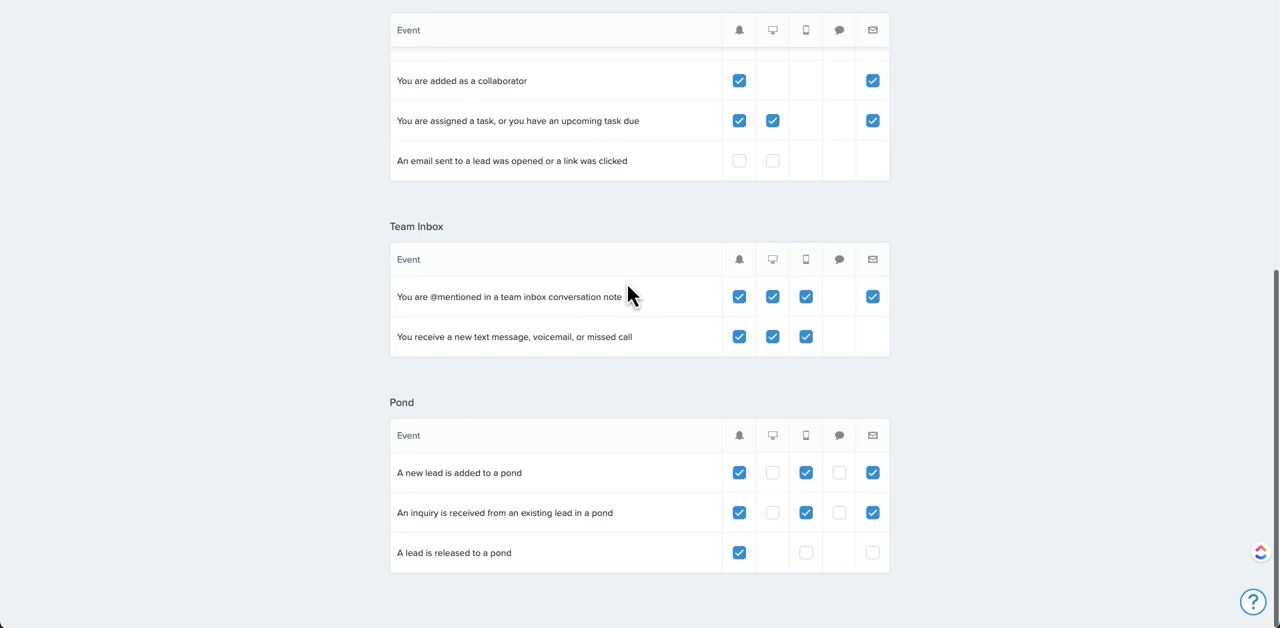 Event
You are added as a collaborator
You are assigned a task, or you have an upcoming task due
An email sent to a lead was opened or a link was clicked
Team Inbox
Event
You are @mentioned in a team inbox conversation note
You receive a new text message, voicemail, or missed call
Pond
Event
A new lead is added to a pond
An inquiry is received from an existing lead in a pond
A lead is released to a pond
?